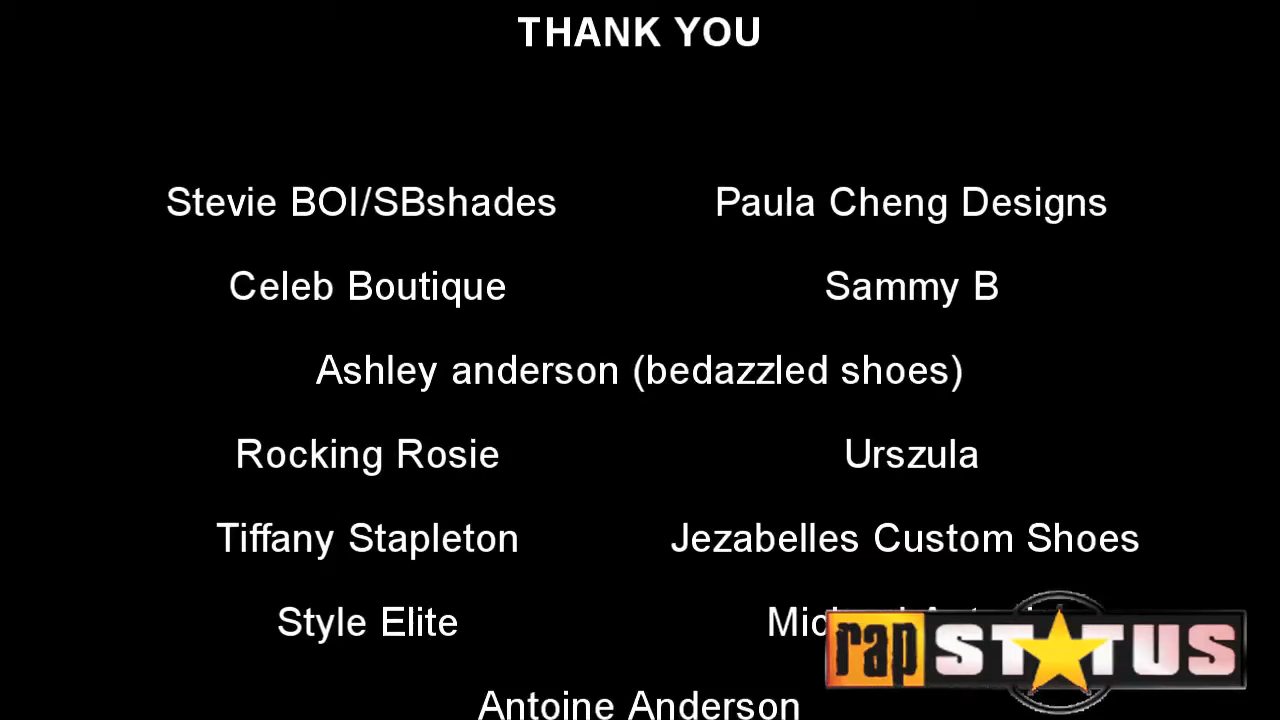 THANK YOU
Stevie BOI/SBshades Paula Cheng Designs
Celeb Boutique Sammy B
Ashley anderson (bedazzled shoes)
Rocking Rosie Urszula
Tiffany Stapleton Jezabelles Custom Shoes
Style Elite
rap STATUS
Antoine Anderson